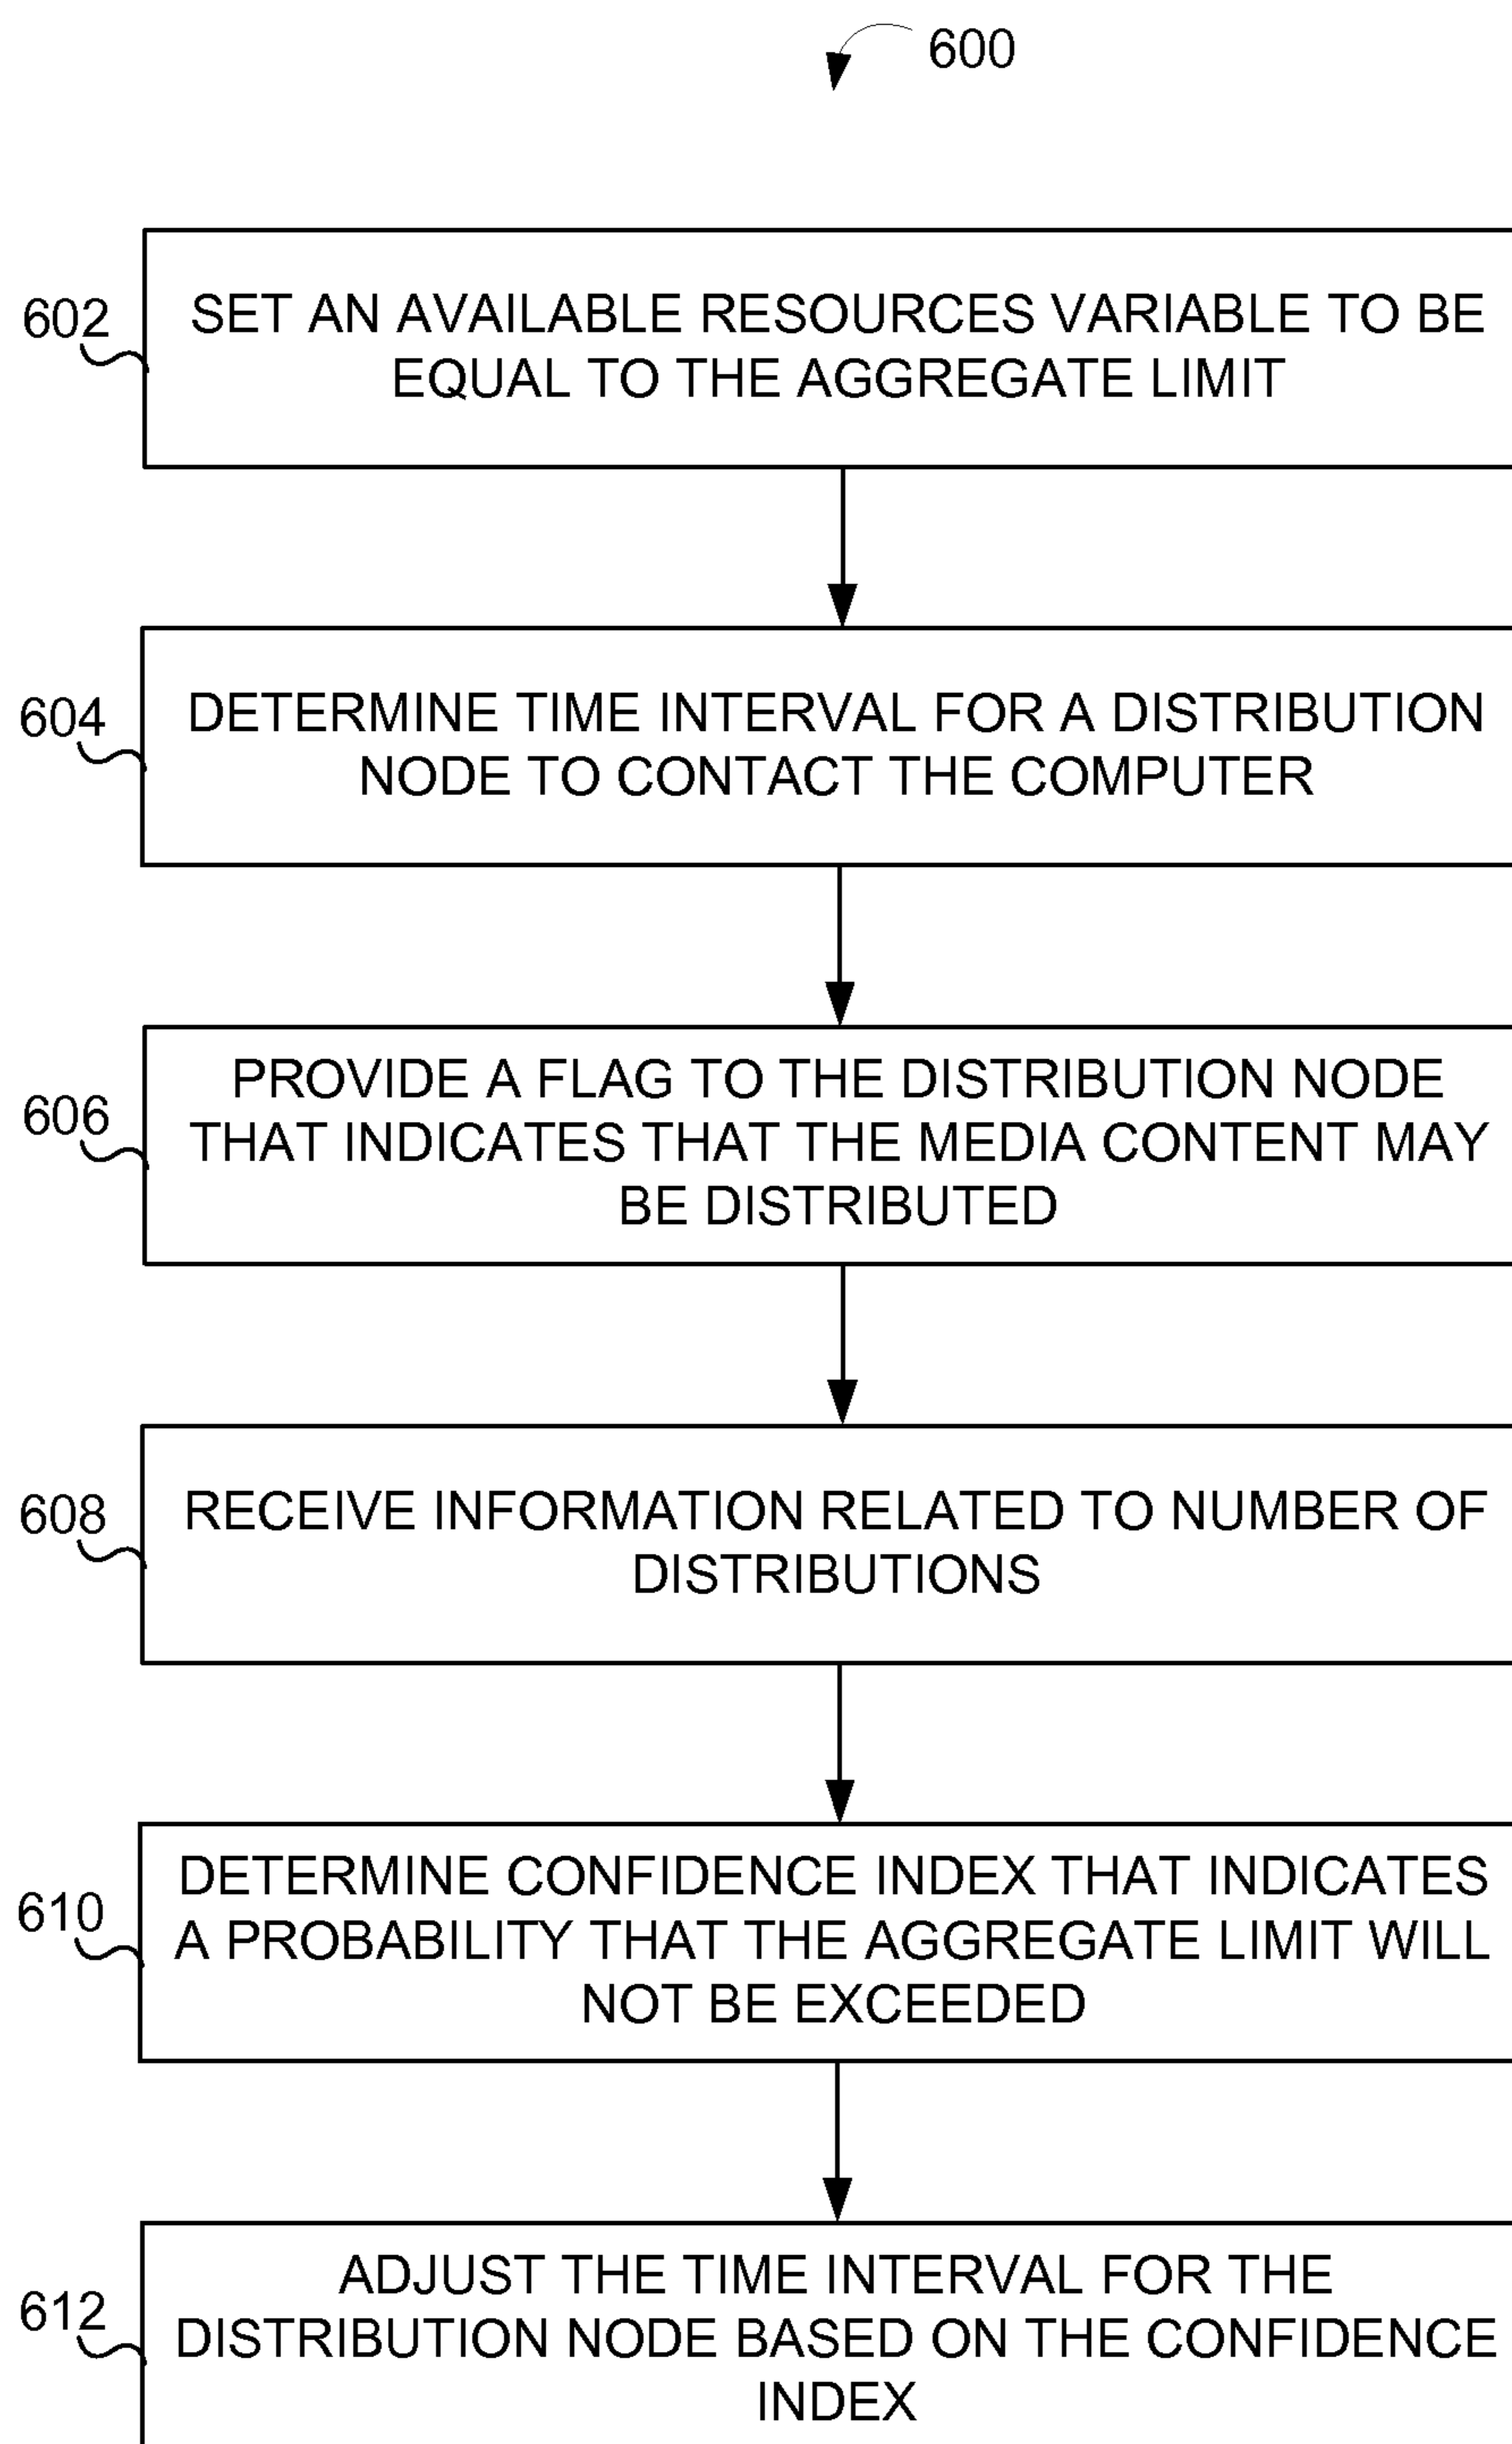 600
602
SET AN AVAILABLE RESOURCES VARIABLE TO BE
EQUAL TO THE AGGREGATE LIMIT
604
DETERMINE TIME INTERVAL FOR A DISTRIBUTION
NODE TO CONTACT THE COMPUTER
606
PROVIDE A FLAG TO THE DISTRIBUTION NODE
THAT INDICATES THAT THE MEDIA CONTENT MAY
BE DISTRIBUTED
608
RECEIVE INFORMATION RELATED TO NUMBER OF
DISTRIBUTIONS
610
DETERMINE CONFIDENCE INDEX THAT INDICATES
A PROBABILITY THAT THE AGGREGATE LIMIT WILL
NOT BE EXCEEDED
612
ADJUST THE TIME INTERVAL FOR THE
DISTRIBUTION NODE BASED ON THE CONFIDENCE
INDEX